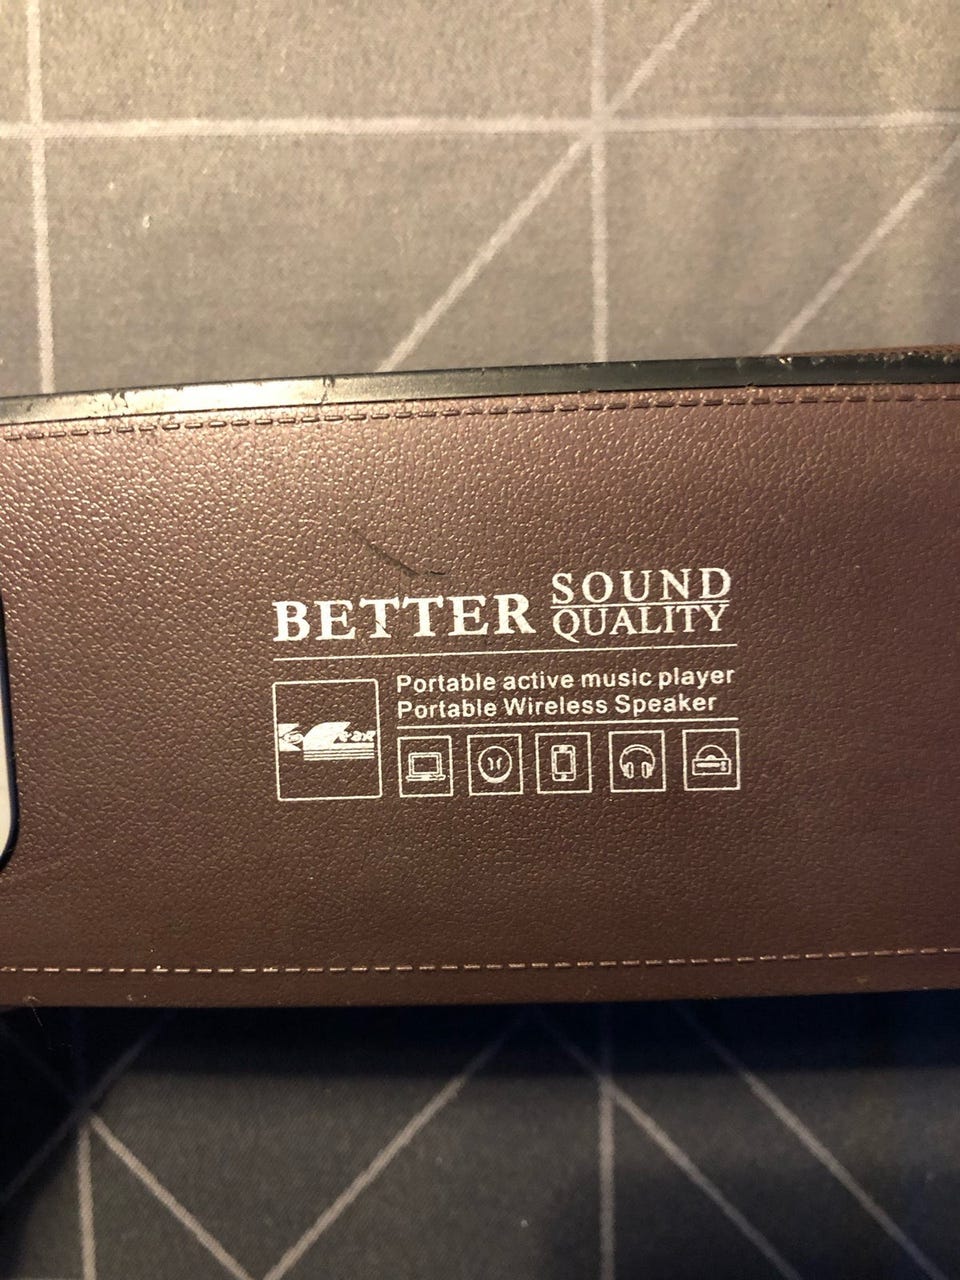 BETTER SOUND
QUALITY
Portable active music player
Portable Wireless Speaker